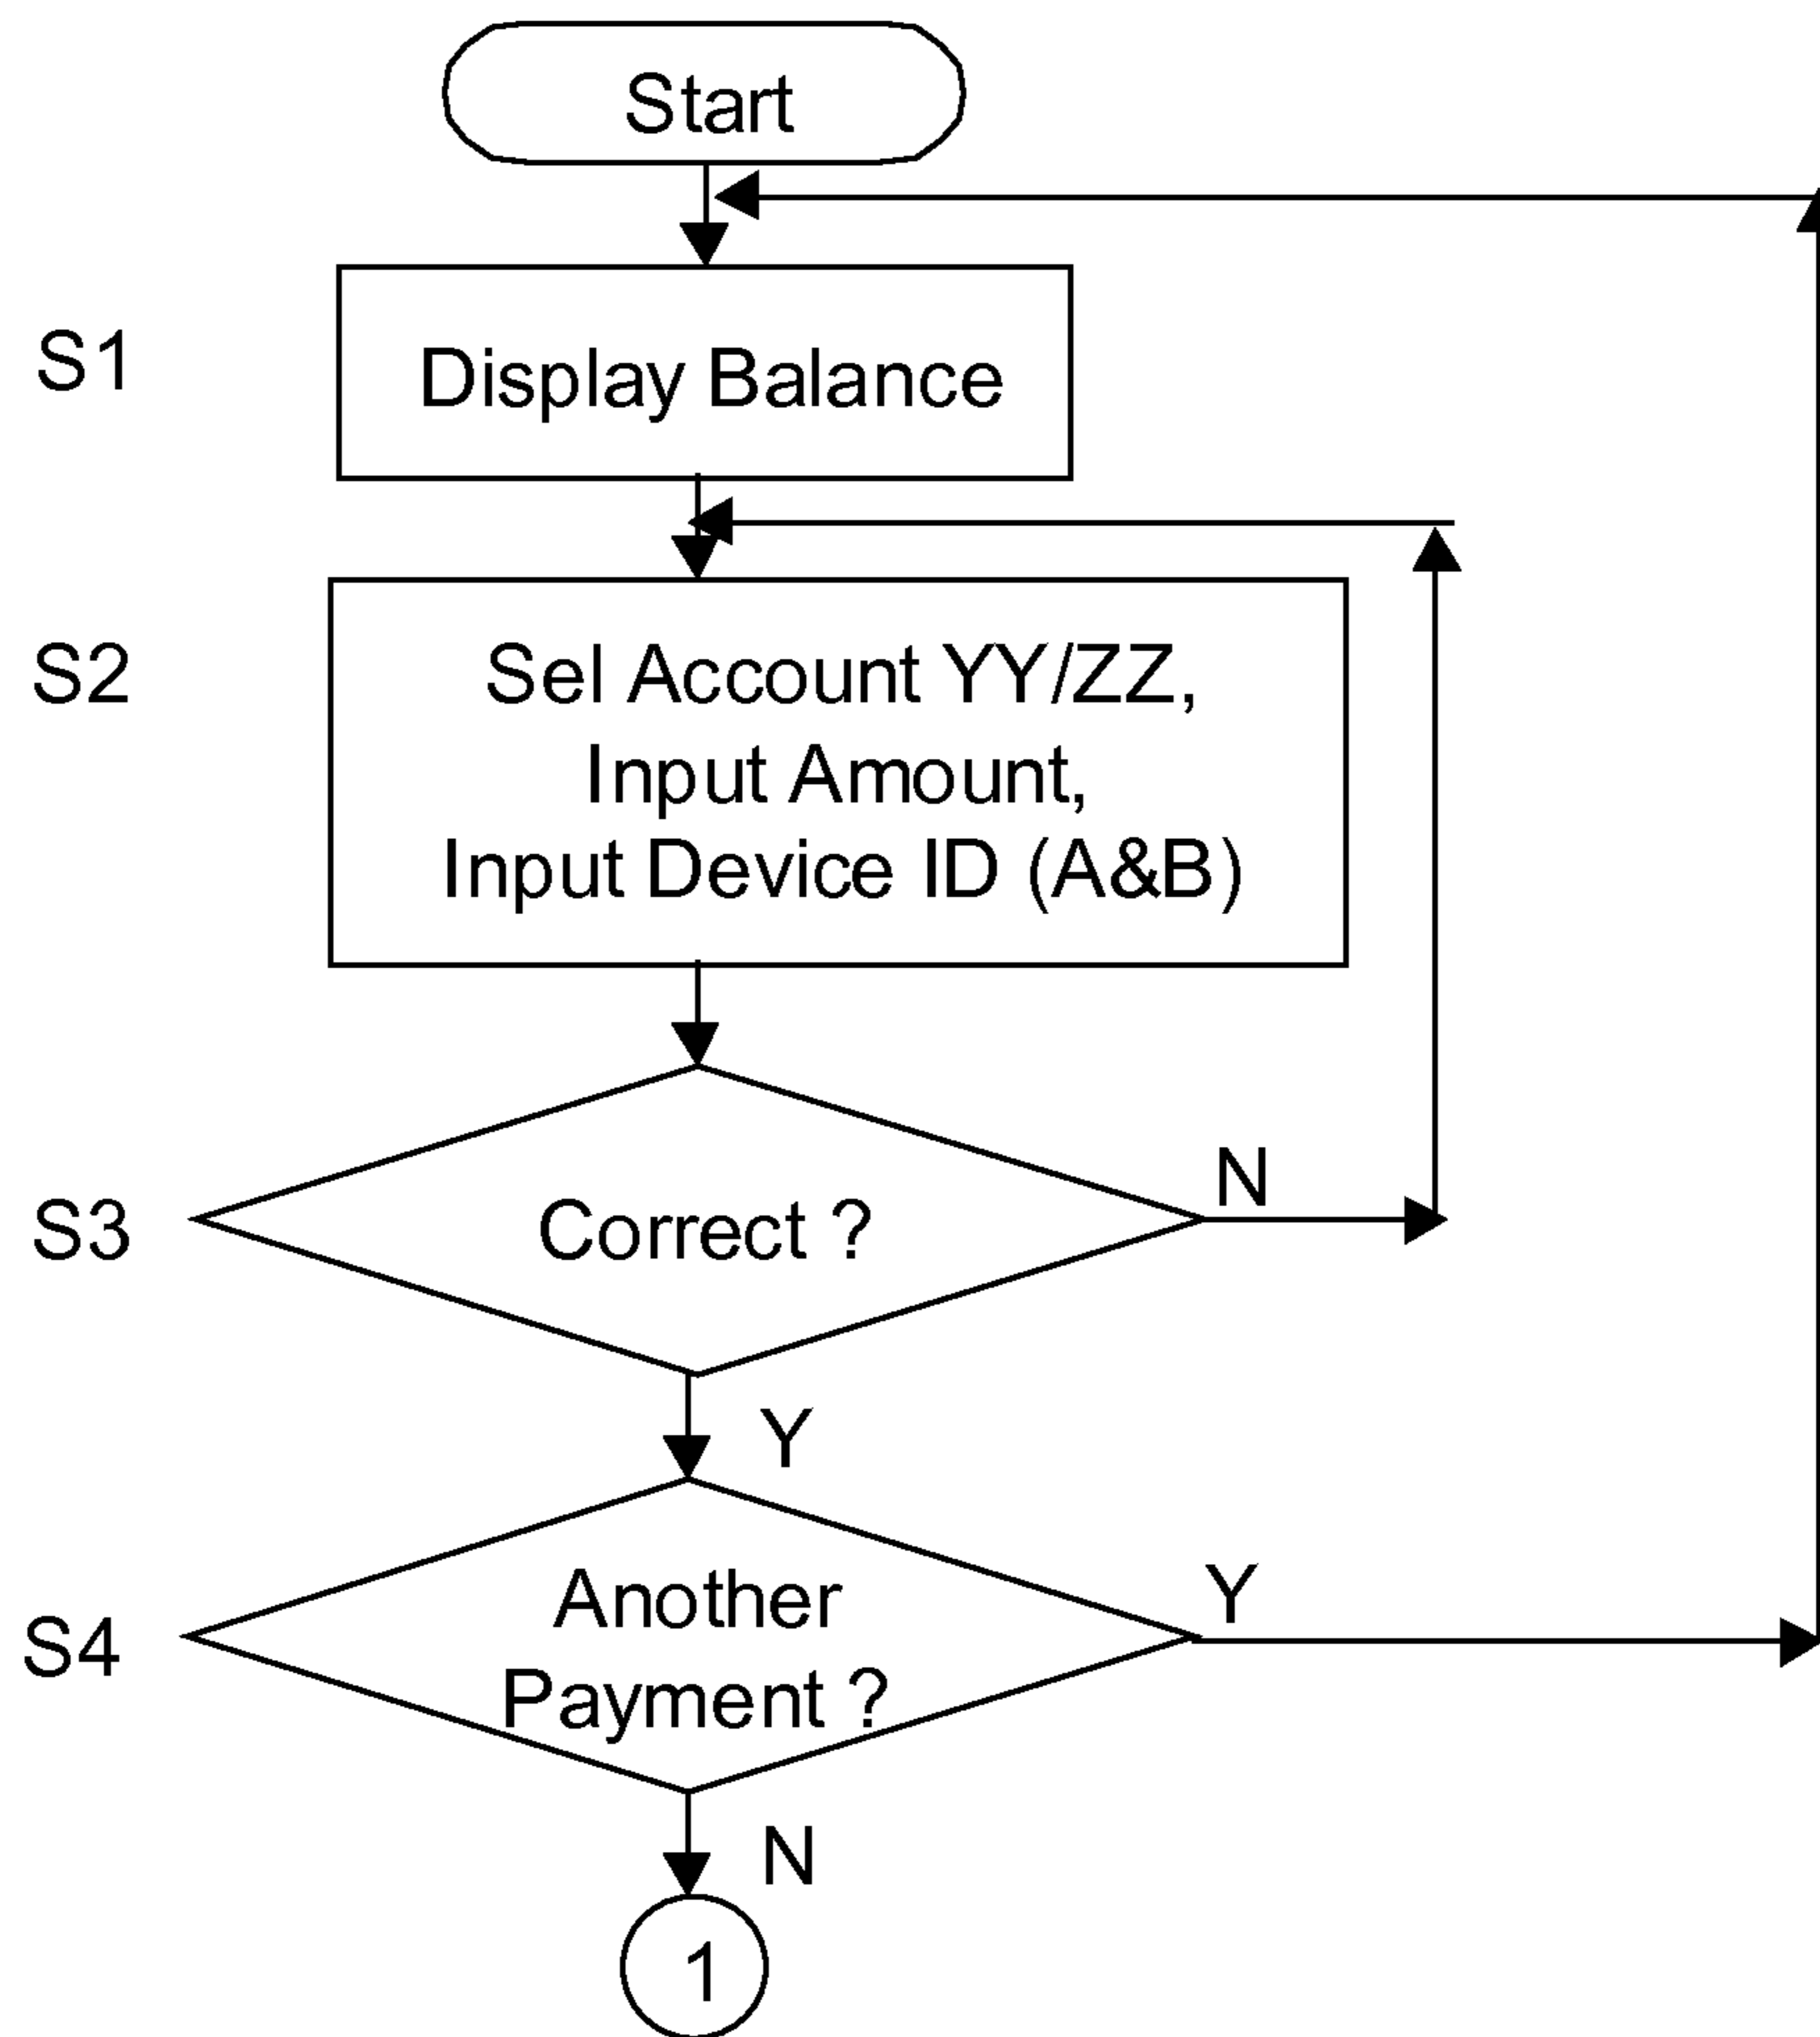 Start
S1
Display Balance
S2
Sel Account YY/ZZ,
Input Amount,
Input Device ID (A&B)
S3
Correct ?
N
Y
S4
Another
Payment ?
Y
N
1